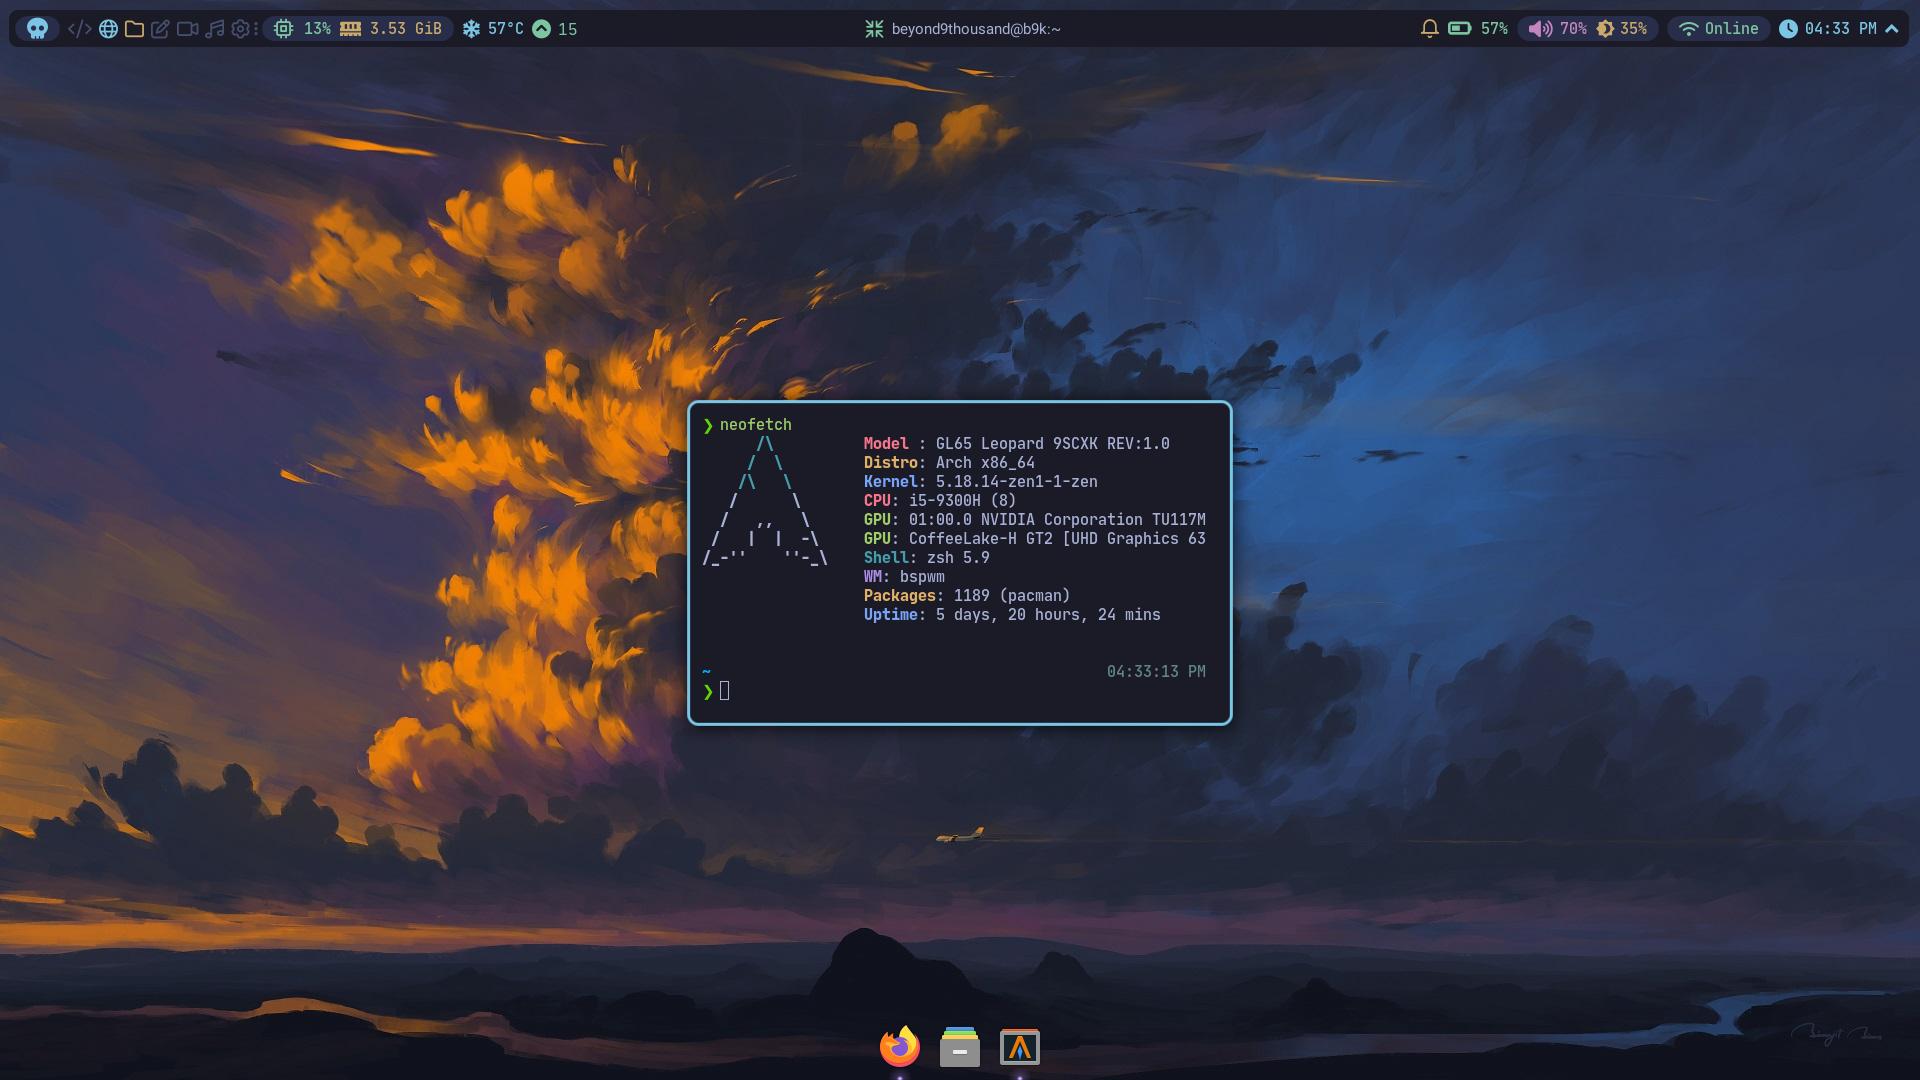 13% 3.53 GiB 57°C 15 beyond9thousand@b9k:~ 57% 70% 35% Online 04:33 PM
❯ neofetch
Model : GL65 Leopard 9SCXK REV:1.0
Distro: Arch x86_64
Kernel: 5.18.14-zen1-1-zen
CPU: i5-9300H (8)
GPU: 01:00.0 NVIDIA Corporation TU117M
GPU: CoffeeLake-H GT2 [UHD Graphics 63
Shell: zsh 5.9
WM: bspwm
Packages: 1189 (pacman)
Uptime: 5 days, 20 hours, 24 mins
~ 04:33:13 PM
❯